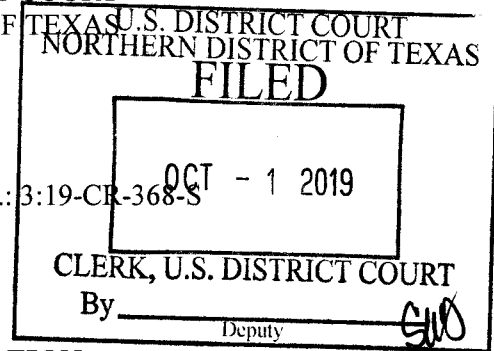 F TEXAS
U.S. DISTRICT COURT
NORTHERN DISTRICT OF TEXAS
FILED
OCT - 1 2019
.: 3:19-CR-368-S
CLERK, U.S. DISTRICT COURT
By
Deputy